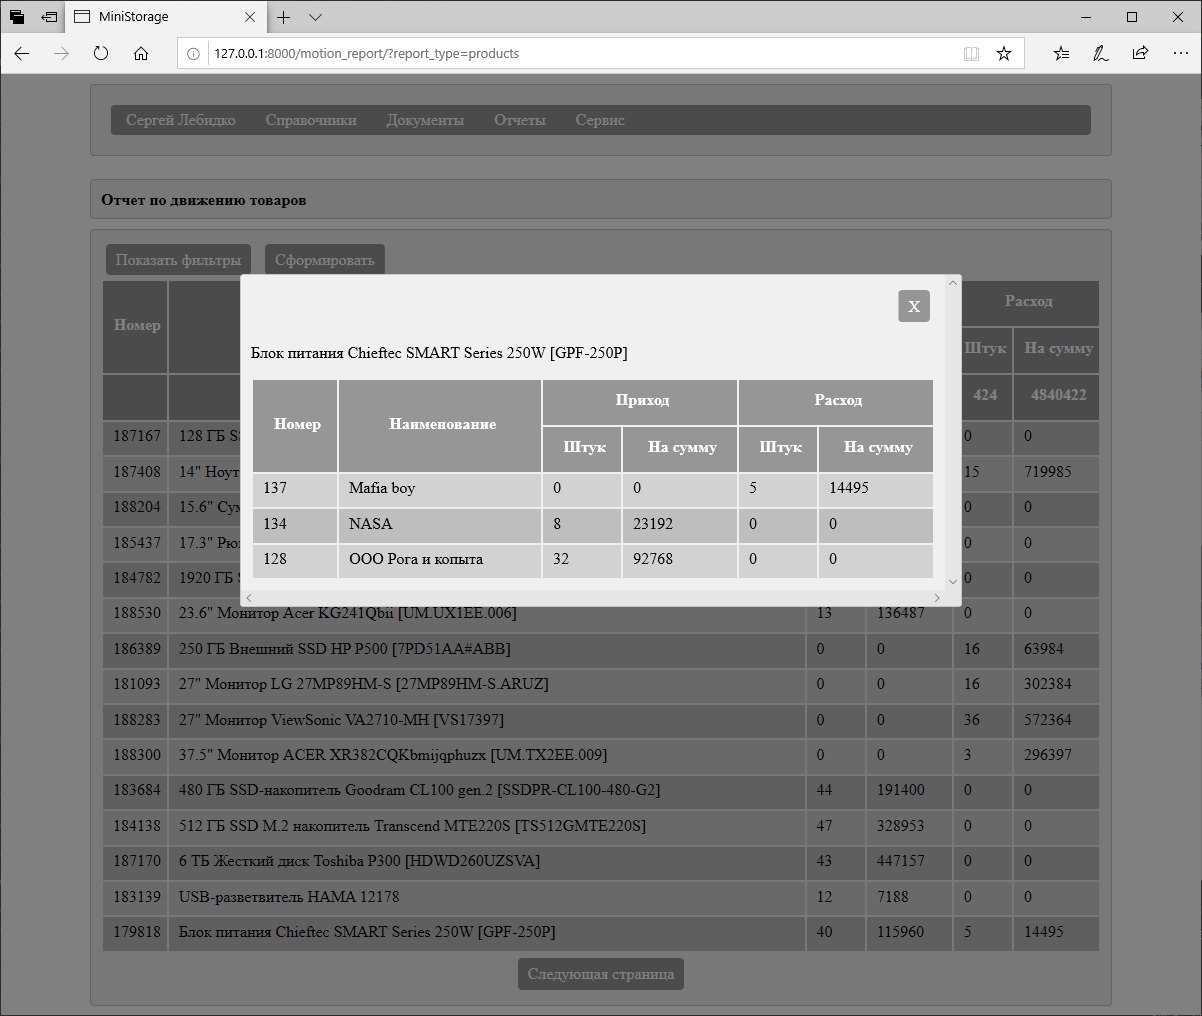 MiniStorage
127.0.0.1:8000/motion_report/?report_type=products
Сергей Лебидко Справочники Документы Отчеты Сервис
Отчет по движению товаров
Показать фильтры Сформировать
X
Блок питания Chieftec SMART Series 250W [GPF-250P]
Номер Наименование Приход Расход
Штук На сумму Штук На сумму
137 Mafia boy 0 0 5 14495
134 NASA 8 23192 0 0
128 ООО Рога и копыта 32 92768 0 0
Номер Расход
Штук На сумму
424 4840422
187167 128 ГБ 0 0
187408 14" 15 719985
188204 15.6" 0 0
185437 17.3" 0 0
184782 1920 ГБ 0 0
188530 23.6" Монитор Acer KG241Qbii [UM.UX1EE.006] 13 136487 0 0
186389 250 ГБ Внешний SSD HP P500 [7PD51AA#ABB] 0 0 16 63984
181093 27" Монитор LG 27MP89HM-S [27MP89HM-S.ARUZ] 0 0 16 302384
188283 27" Монитор ViewSonic VA2710-MH [VS17397] 0 0 36 572364
188300 37.5" Монитор ACER XR382CQKbmijqphuzx [UM.TX2EE.009] 0 0 3 296397
183684 480 ГБ SSD-накопитель Goodram CL100 gen.2 [SSDPR-CL100-480-G2] 44 191400 0 0
184138 512 ГБ SSD M.2 накопитель Transcend MTE220S [TS512GMTE220S] 47 328953 0 0
187170 6 ТБ Жесткий диск Toshiba P300 [HDWD260UZSVA] 43 447157 0 0
183139 USB-разветвитель HAMA 12178 12 7188 0 0
179818 Блок питания Chieftec SMART Series 250W [GPF-250P] 40 115960 5 14495
Следующая страница